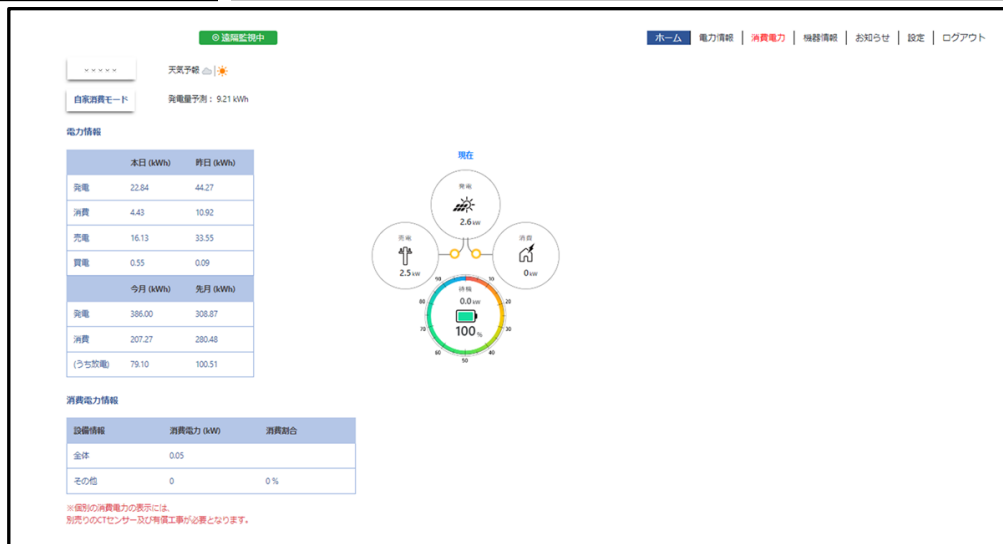 遠隔監視中
ホーム 電力情報 消費電力 機器情報 お知らせ 設定 ログアウト
- - - - -
天気予報
自家消費モード
発電量予測： 9.21 kWh
電力情報
本日 (kWh) 昨日 (kWh)
発電 22.84 44.27
消費 4.43 10.92
売電 16.13 33.55
買電 0.55 0.09
今月 (kWh) 先月 (kWh)
発電 386.00 308.87
消費 207.27 280.48
(うち放電) 79.10 100.51
現在
発電
2.6 kW
売電
2.5 kW
消費
0 kW
待機
0.0 kW
100 %
90 10
80 20
70 30
60 40
50
消費電力情報
設備情報 消費電力 (kW) 消費割合
全体 0.05
その他 0 0 %
※個別の消費電力の表示には、
別売りのCTセンサー及び有償工事が必要となります。